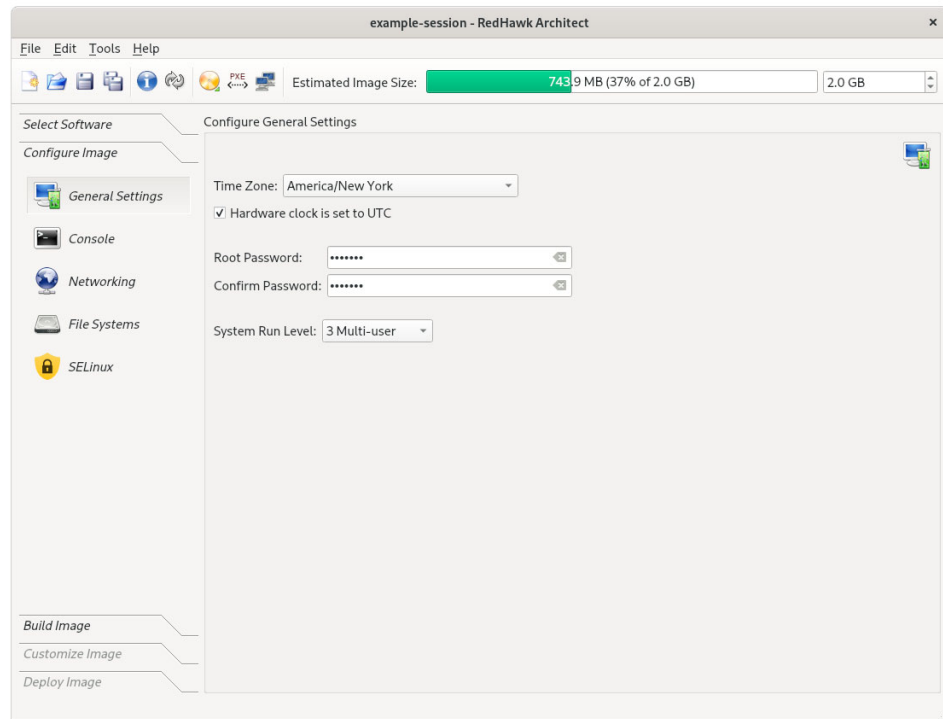 example-session - RedHawk Architect ×
File Edit Tools Help
PXE Estimated Image Size: 743.9 MB (37% of 2.0 GB) 2.0 GB
Select Software
Configure Image
General Settings
Console
Networking
File Systems
SELinux
Build Image
Customize Image
Deploy Image
Configure General Settings
Time Zone: America/New York
Hardware clock is set to UTC
Root Password: •••••••
Confirm Password: •••••••
System Run Level: 3 Multi-user